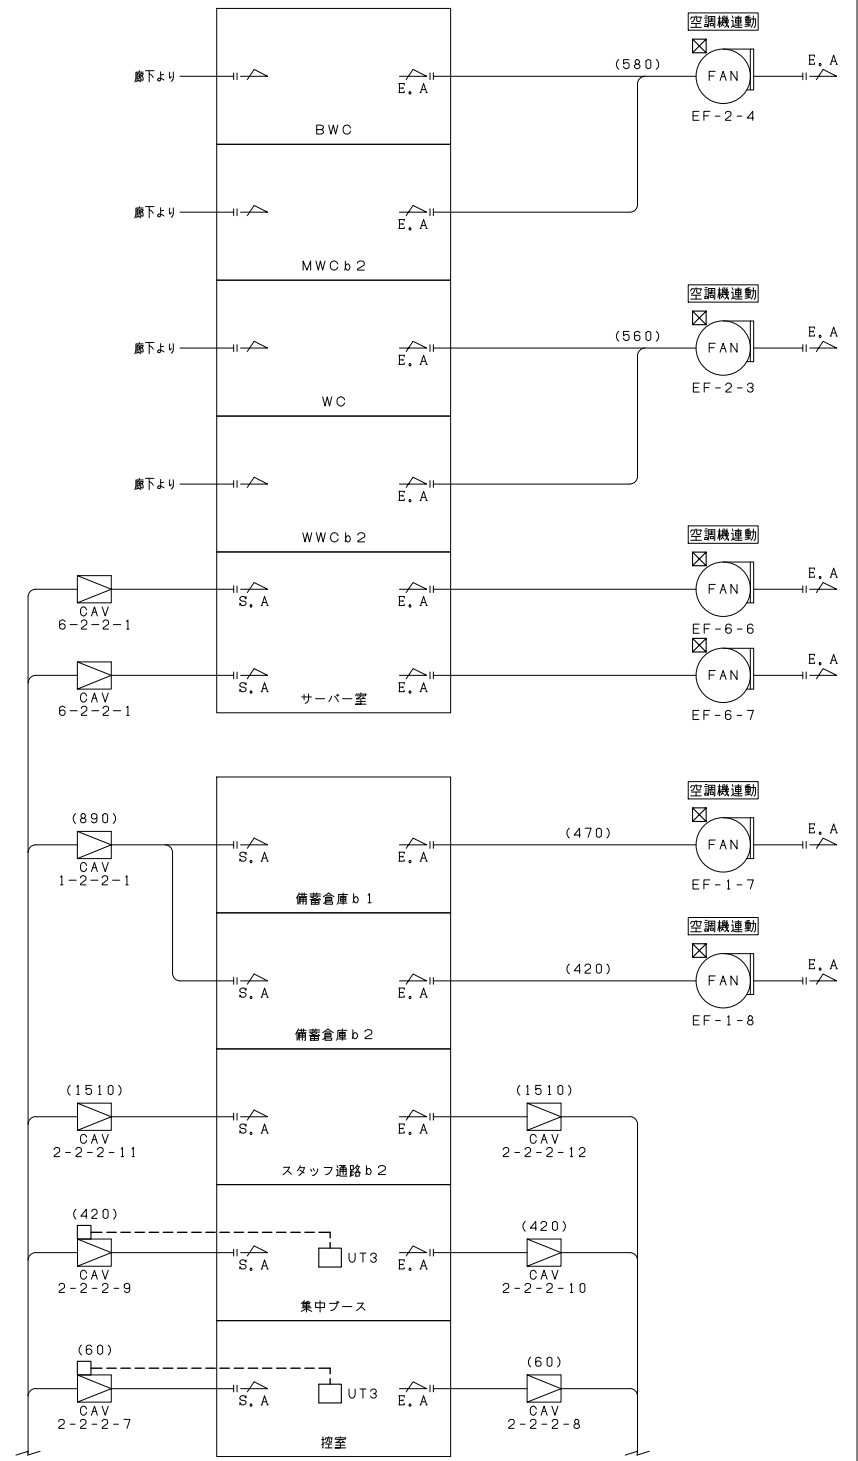 空調機連動
廊下より
E. A
(580)
FAN
E. A
EF-2-4
BWC
廊下より
E. A
MWCb2
空調機連動
廊下より
E. A
(560)
FAN
E. A
EF-2-3
WC
廊下より
E. A
WWCb2
空調機連動
CAV
6-2-2-1
S. A
E. A
FAN
E. A
EF-6-6
CAV
6-2-2-1
S. A
E. A
FAN
E. A
EF-6-7
サーバー室
空調機連動
(890)
CAV
1-2-2-1
S. A
E. A
(470)
FAN
E. A
EF-1-7
備蓄倉庫b1
空調機連動
S. A
E. A
(420)
FAN
E. A
EF-1-8
備蓄倉庫b2
(1510)
CAV
2-2-2-11
S. A
E. A
(1510)
CAV
2-2-2-12
スタッフ通路b2
(420)
CAV
2-2-2-9
S. A
UT3
E. A
(420)
CAV
2-2-2-10
集中ブース
(60)
CAV
2-2-2-7
S. A
UT3
E. A
(60)
CAV
2-2-2-8
控室